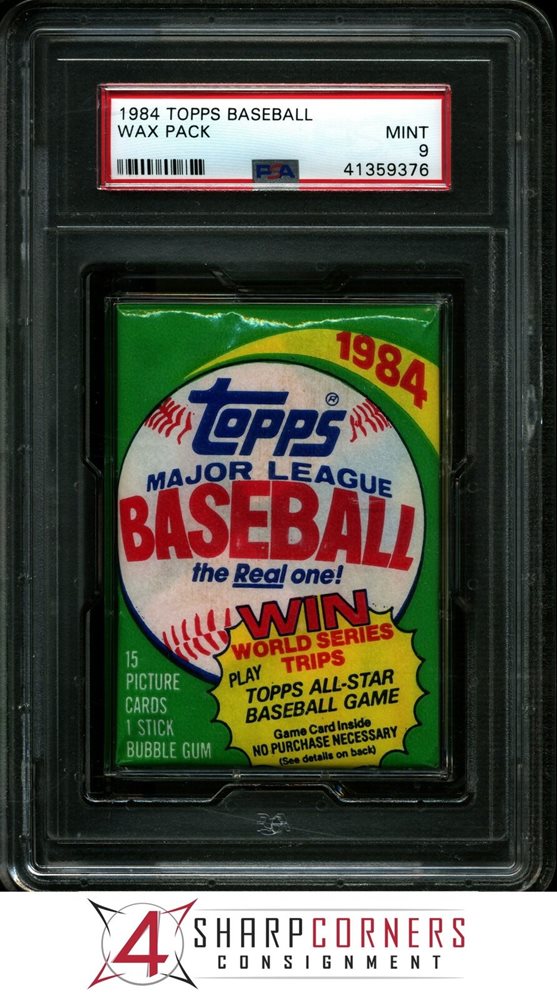 1984 TOPPS BASEBALL
WAX PACK
MINT
9
PSA
41359376
1984
TOPPS ®
MAJOR LEAGUE
BASEBALL
the Real one!
WIN
WORLD SERIES
TRIPS
PLAY
TOPPS ALL-STAR
BASEBALL GAME
Game Card Inside
NO PURCHASE NECESSARY
(See details on back)
15
PICTURE
CARDS
1 STICK
BUBBLE GUM
4 SHARPCORNERS
CONSIGNMENT